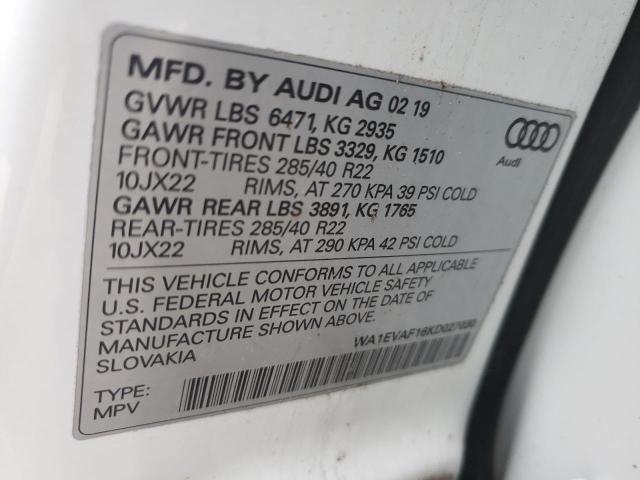 MFD. BY AUDI AG 02 19
GVWR LBS 6471, KG 2935
GAWR FRONT LBS 3329, KG 1510
FRONT-TIRES 285/40 R22
10JX22 RIMS, AT 270 KPA 39 PSI COLD
GAWR REAR LBS 3891, KG 1765
REAR-TIRES 285/40 R22
10JX22 RIMS, AT 290 KPA 42 PSI COLD
Audi
THIS VEHICLE CONFORMS TO ALL APPLICABLE
U.S. FEDERAL MOTOR VEHICLE SAFETY
STANDARDS IN EFFECT ON THE DATE OF
MANUFACTURE SHOWN ABOVE.
SLOVAKIA
WA1EVAF16KD027030
TYPE:
MPV